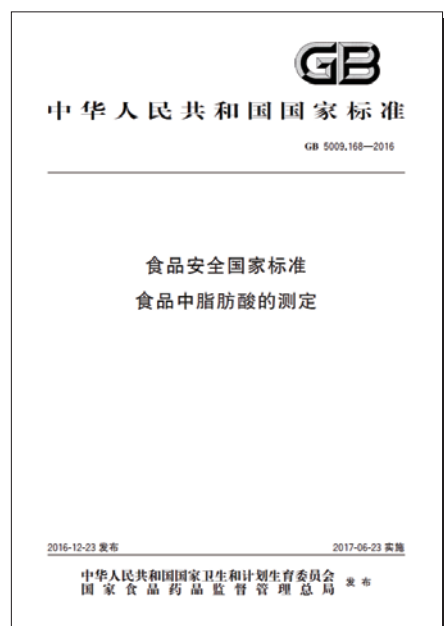 GB
中华人民共和国国家标准
GB 5009.168—2016
食品安全国家标准
食品中脂肪酸的测定
2016-12-23 发布
2017-06-23 实施
中华人民共和国国家卫生和计划生育委员会
国家食品药品监督管理总局
发布